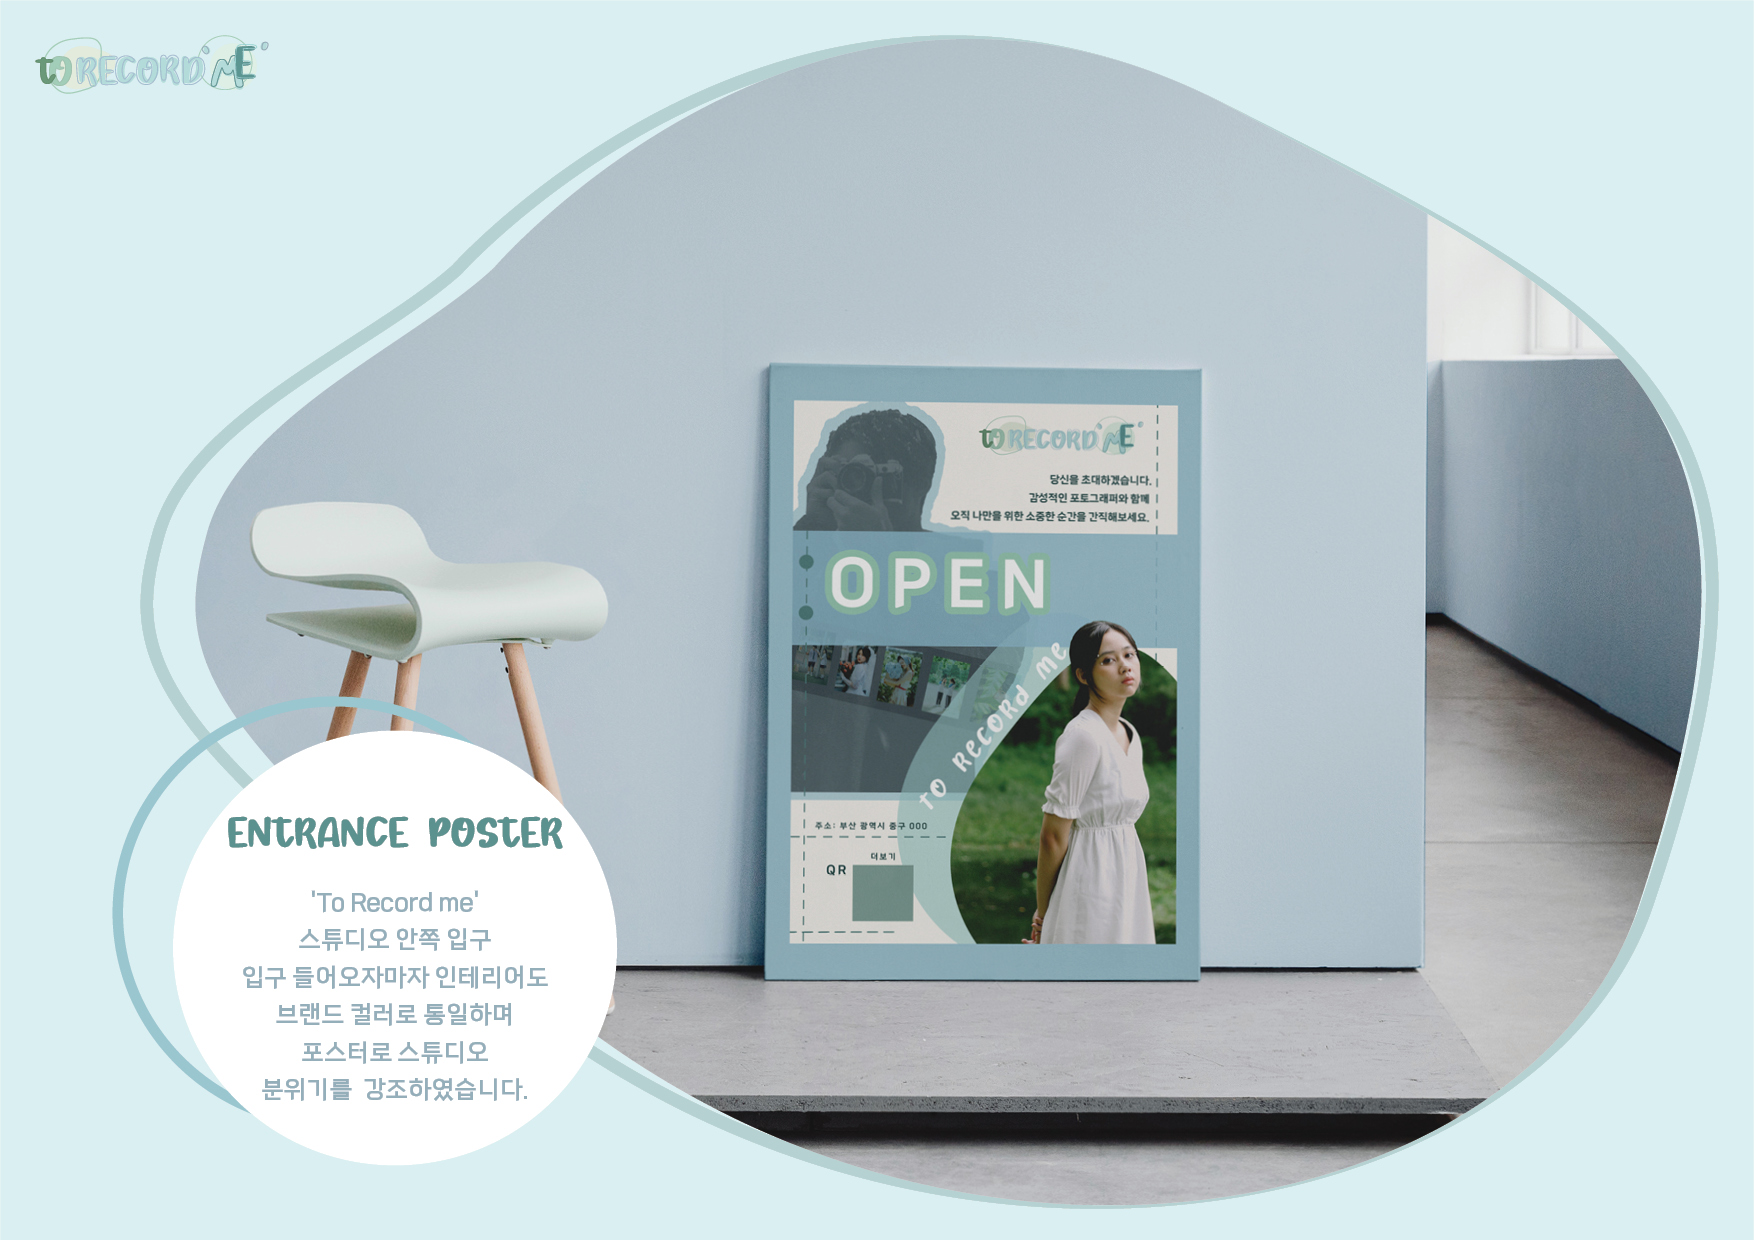 to RECORD 'ME'
to RECORD 'ME'
당신을 초대하겠습니다.
감성적인 포토그래퍼와 함께
오직 나만을 위한 소중한 순간을 간직해보세요.
OPEN
to RECORD me
주소: 부산 광역시 중구 000
더보기
QR
ENTRANCE POSTER
'To Record me'
스튜디오 안쪽 입구
입구 들어오자마자 인테리어도
브랜드 컬러로 통일하며
포스터로 스튜디오
분위기를 강조하였습니다.